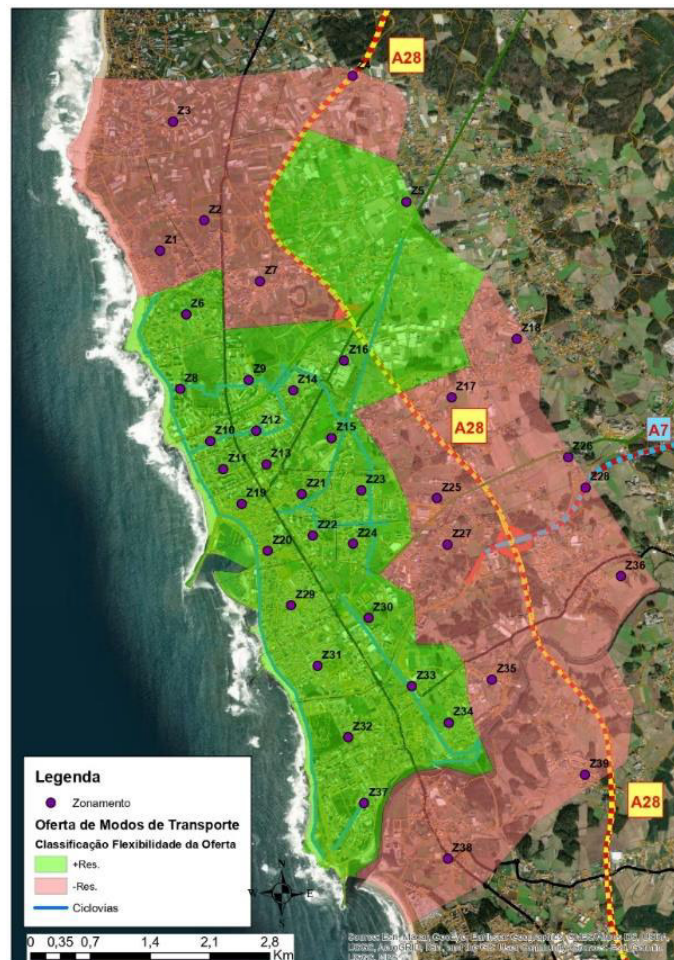 A28
Z3
Z5
Z2
Z1
Z7
Z6
Z18
Z16
Z9
Z8
Z14
Z17
A28
Z12
Z10
Z15
A7
Z13
Z26
Z11
Z21
Z23
Z28
Z19
Z25
Z22
Z24
Z20
Z27
Z36
Z29
Z30
Z31
Z33
Z35
Z34
Z32
Legenda
Z39
Zonamento
Z37
A28
Oferta de Modos de Transporte
Classificação Flexibilidade da Oferta
+Res.
Z38
-Res.
N
W E
S
Ciclovias
0 0,35 0,7 1,4 2,1 2,8
Km